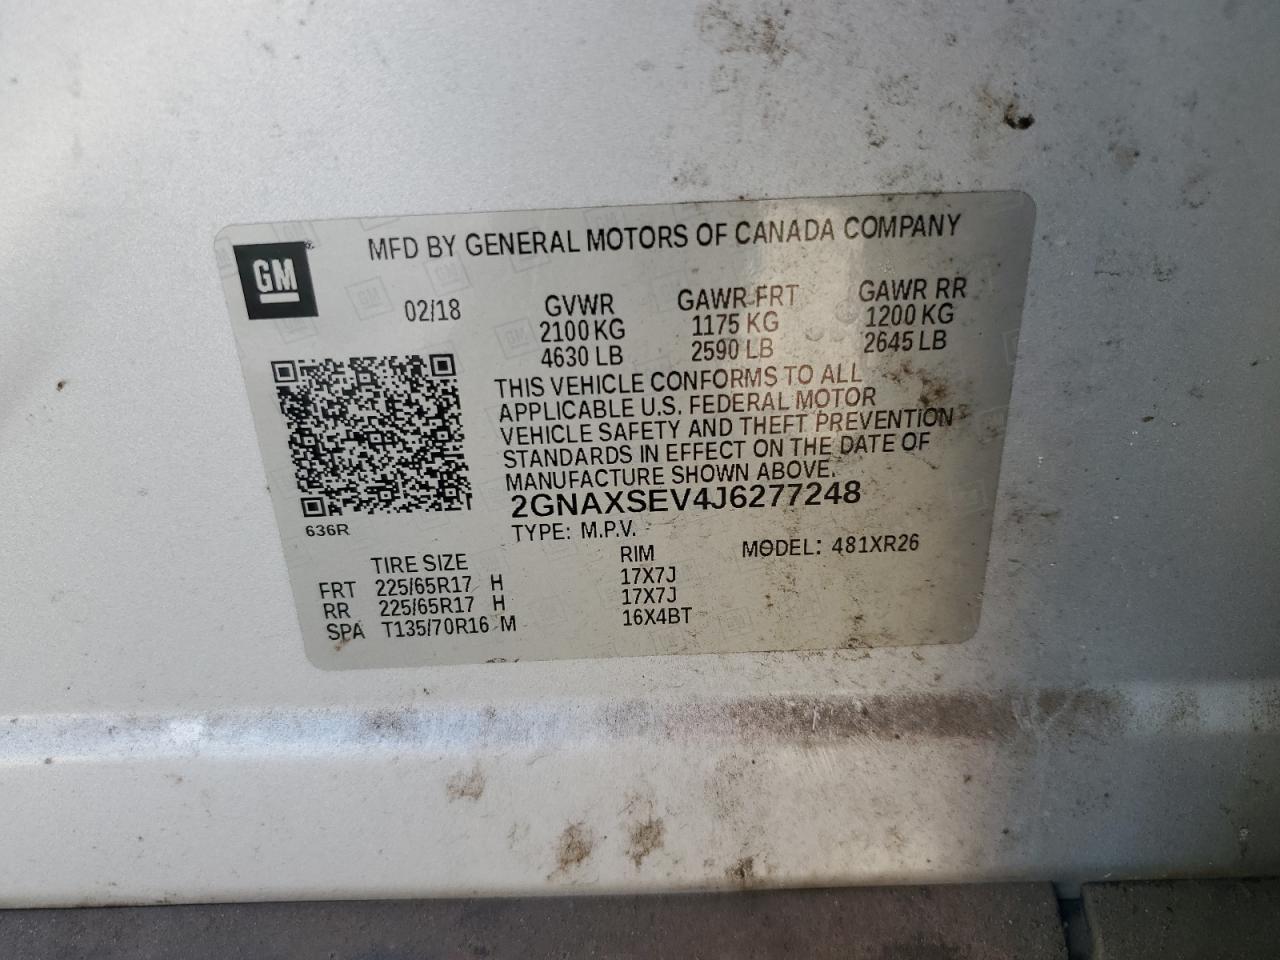 GM
MFD BY GENERAL MOTORS OF CANADA COMPANY
02/18
GVWR GAWR FRT GAWR RR
2100 KG 1175 KG 1200 KG
4630 LB 2590 LB 2645 LB
THIS VEHICLE CONFORMS TO ALL
APPLICABLE U.S. FEDERAL MOTOR
VEHICLE SAFETY AND THEFT PREVENTION
STANDARDS IN EFFECT ON THE DATE OF
MANUFACTURE SHOWN ABOVE.
2GNAXSEV4J6277248
636R
TYPE: M.P.V.
MODEL: 481XR26
TIRE SIZE RIM
FRT 225/65R17 H 17X7J
RR 225/65R17 H 17X7J
SPA T135/70R16 M 16X4BT